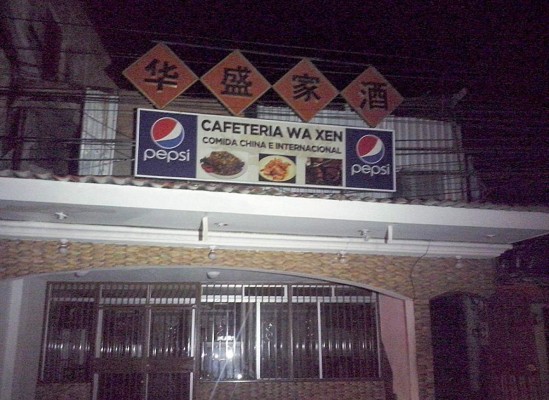 华盛家酒
CAFETERIA WA XEN
COMIDA CHINA E INTERNACIONAL
pepsi
pepsi